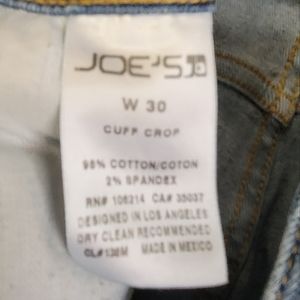 JOE'S
W 30
CUFF CROP
98% COTTON/COTON
2% SPANDEX
RN# 106214 CA# 35037
DESIGNED IN LOS ANGELES
DRY CLEAN RECOMMENDED
MADE IN MEXICO